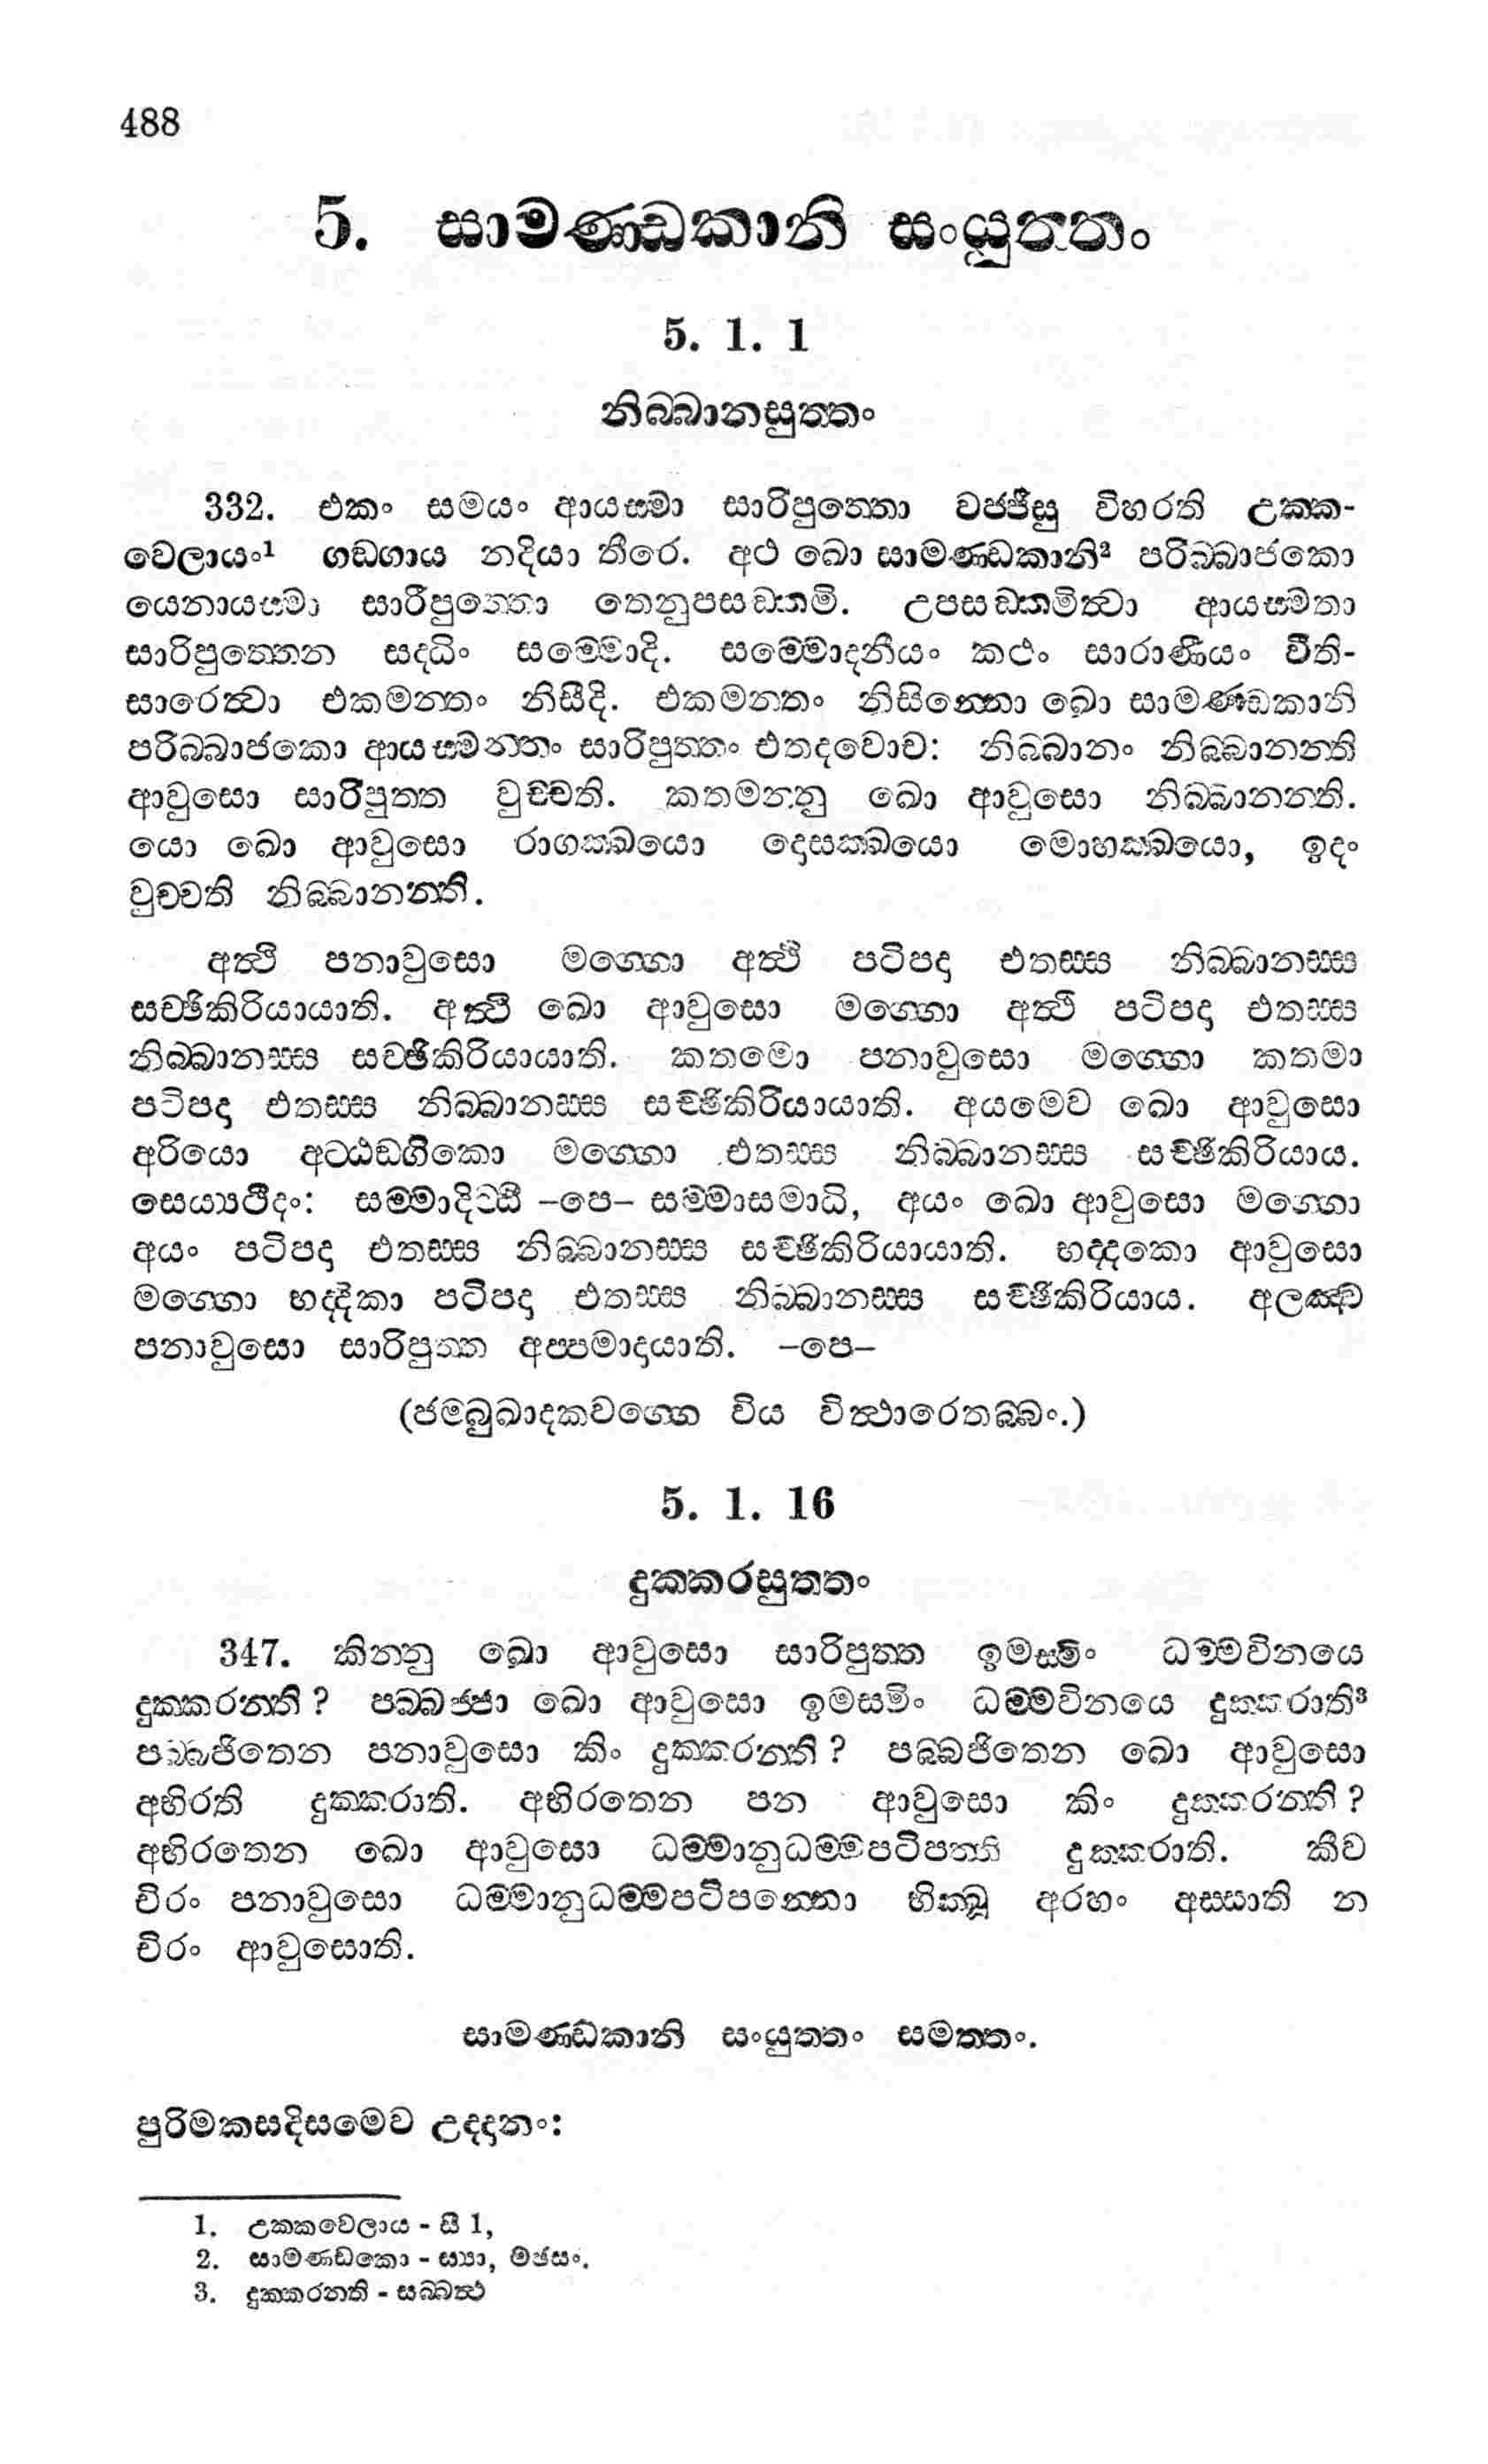 488
5. සාමණ්ඩකානි සංයුත්තං
5. 1. 1
නිබ්බානසුත්තං
332. එකං සමයං ආයස්මා සාරිපුත්තො වජ්ජීසු විහරති උක්ක-
වෙලායං¹ ගඞ්ගාය නදියා තීරෙ. අථ ඛො සාමණ්ඩකානි² පරිබ්බාජකො
යෙනායස්මා සාරිපුත්තො තෙනුපසඞ්කමි. උපසඞ්කමිත්වා ආයස්මතා
සාරිපුත්තෙන සද්ධිං සම්මොදි. සම්මොදනීයං කථං සාරාණීයං වීති-
සාරෙත්වා එකමන්තං නිසීදි. එකමන්තං නිසින්නො ඛො සාමණ්ඩකානි
පරිබ්බාජකො ආයස්මන්තං සාරිපුත්තං එතදවොච: නිබ්බානං නිබ්බානන්ති
ආවුසො සාරිපුත්ත වුච්චති. කතමන්නු ඛො ආවුසො නිබ්බානන්ති.
යො ඛො ආවුසො රාගක්ඛයො දොසක්ඛයො මොහක්ඛයො, ඉදං
වුච්චති නිබ්බානන්ති.
අත්ථි පනාවුසො මග්ගො අත්ථි පටිපදා එතස්ස නිබ්බානස්ස
සච්ඡිකිරියායාති. අත්ථි ඛො ආවුසො මග්ගො අත්ථි පටිපදා එතස්ස
නිබ්බානස්ස සච්ඡිකිරියායාති. කතමො පනාවුසො මග්ගො කතමා
පටිපදා එතස්ස නිබ්බානස්ස සච්ඡිකිරියායාති. අයමෙව ඛො ආවුසො
අරියො අට්ඨඞ්ගිකො මග්ගො එතස්ස නිබ්බානස්ස සච්ඡිකිරියාය.
සෙය්‍යථීදං: සම්මාදිට්ඨි –පෙ– සම්මාසමාධි, අයං ඛො ආවුසො මග්ගො
අයං පටිපදා එතස්ස නිබ්බානස්ස සච්ඡිකිරියායාති. භද්දකො ආවුසො
මග්ගො භද්දිකා පටිපදා එතස්ස නිබ්බානස්ස සච්ඡිකිරියාය. අලඤ්ච
පනාවුසො සාරිපුත්ත අප්පමාදායාති. –පෙ–
(ජම්බුඛාදකවග්ගෙ විය විත්ථාරෙතබ්බං.)
5. 1. 16
දුක්කරසුත්තං
347. කින්නු ඛො ආවුසො සාරිපුත්ත ඉමස්මිං ධම්මවිනයෙ
දුක්කරන්ති? පබ්බජ්ජා ඛො ආවුසො ඉමස්මිං ධම්මවිනයෙ දුක්කරාති³
පබ්බජිතෙන පනාවුසො කිං දුක්කරන්ති? පබ්බජිතෙන ඛො ආවුසො
අභිරති දුක්කරාති. අභිරතෙන පන ආවුසො කිං දුක්කරන්ති?
අභිරතෙන ඛො ආවුසො ධම්මානුධම්මපටිපත්ති දුක්කරාති. කීව
චිරං පනාවුසො ධම්මානුධම්මපටිපන්නො භික්ඛු අරහං අස්සාති න
චිරං ආවුසොති.
සාමණ්ඩකානි සංයුත්තං සමත්තං.
පුරිමකසදිසමෙව උද්දානං:
1. උක්කවෙලාය - සී 1,
2. සාමණ්ඩකො - ස්‍යා, මජසං.
3. දුක්කරන්ති - සබ්බත්ථ